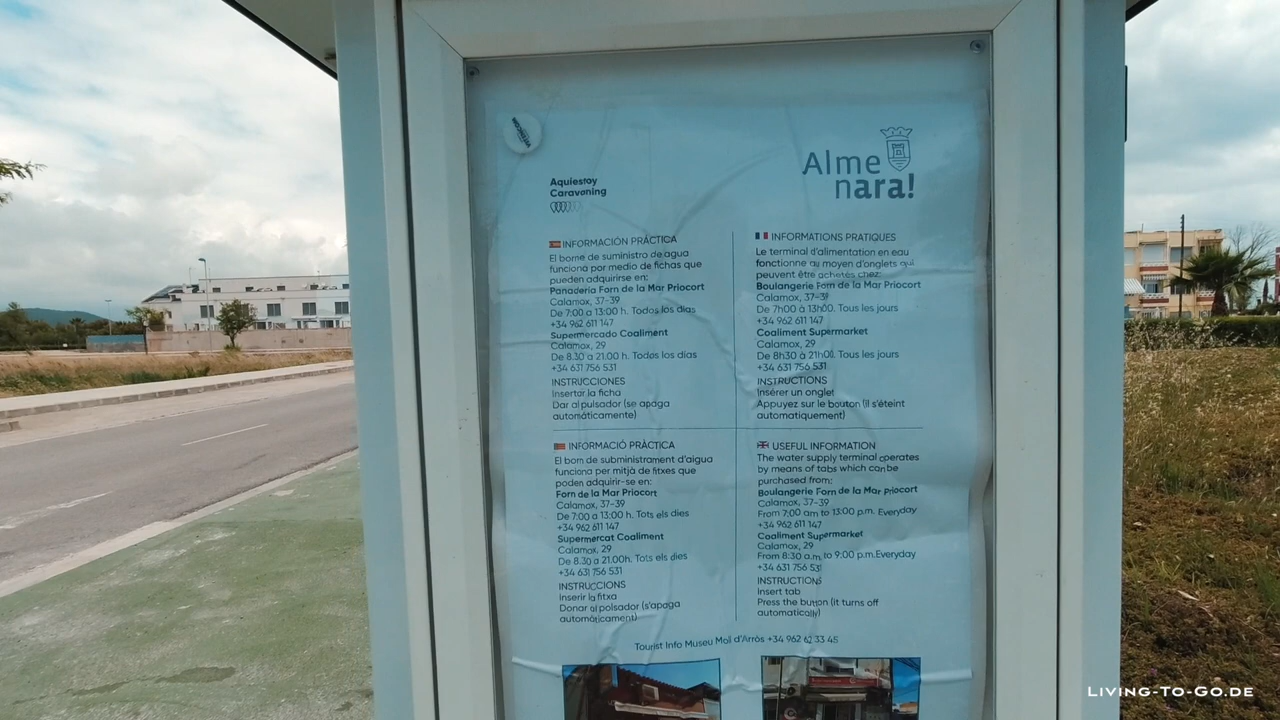 Aquiestoy
Caravaning
Alme
nara!
INFORMACIÓN PRÁCTICA
El borne de suministro de agua
funciona por medio de fichas que
pueden adquirirse en:
Panadería Forn de la Mar Priocort
Calamox, 37-39
De 7:00 a 13:00 h. Todos los días
+34 962 611 147
Supermercado Coaliment
Calamox, 29
De 8.30 a 21.00 h. Todos los días
+34 631 756 531
INSTRUCCIONES
Insertar la ficha
Dar al pulsador (se apaga
automáticamente)
INFORMATIONS PRATIQUES
Le terminal d'alimentation en eau
fonctionne au moyen d'onglets qui
peuvent être achetés chez:
Boulangerie Forn de la Mar Priocort
Calamox, 37-39
De 7h00 à 13h00. Tous les jours
+34 962 611 147
Coaliment Supermarket
Calamox, 29
De 8h30 à 21h00. Tous les jours
+34 631 756 531
INSTRUCTIONS
Insérer un onglet
Appuyez sur le bouton (il s'éteint
automatiquement)
INFORMACIÓ PRÀCTICA
El born de subministrament d'aigua
funciona per mitjà de fitxes que
poden adquirir-se en:
Forn de la Mar Priocort
Calamox, 37-39
De 7:00 a 13:00 h. Tots els dies
+34 962 611 147
Supermercat Coaliment
Calamox, 29
De 8.30 a 21.00h. Tots els dies
+34 631 756 531
INSTRUCCIONS
Inserir la fitxa
Donar al polsador (s'apaga
automàticament)
USEFUL INFORMATION
The water supply terminal operates
by means of tabs which can be
purchased from:
Boulangerie Forn de la Mar Priocort
Calamox, 37-39
From 7:00 am to 13:00 p.m. Everyday
+34 962 611 147
Coaliment Supermarket
Calamox, 29
From 8:30 a.m. to 9:00 p.m.Everyday
+34 631 756 531
INSTRUCTIONS
Insert tab
Press the button (it turns off
automatically)
Tourist Info Museu Molí d'Arròs +34 962 62 33 45
Living-to-Go.de